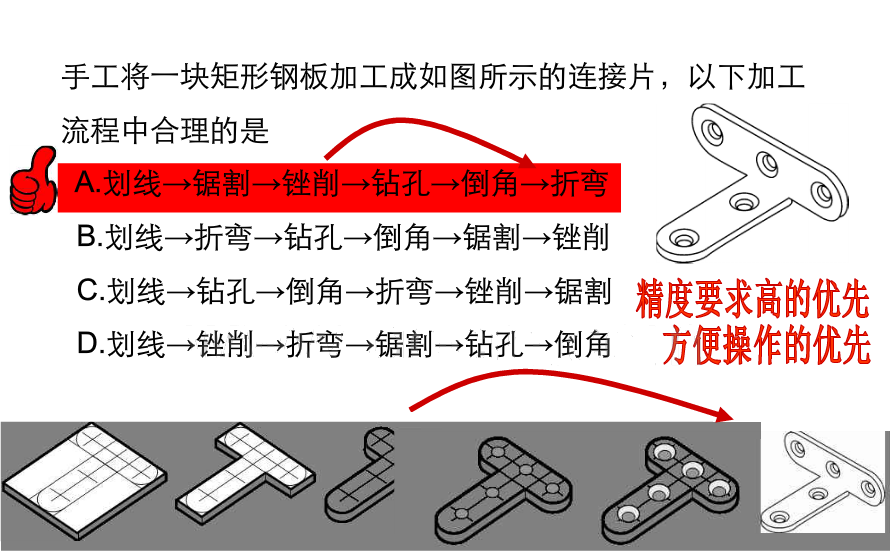 手工将一块矩形钢板加工成如图所示的连接片，以下加工
流程中合理的是
A.划线→锯割→锉削→钻孔→倒角→折弯
B.划线→折弯→钻孔→倒角→锯割→锉削
C.划线→钻孔→倒角→折弯→锉削→锯割
D.划线→锉削→折弯→锯割→钻孔→倒角
精度要求高的优先
方便操作的优先